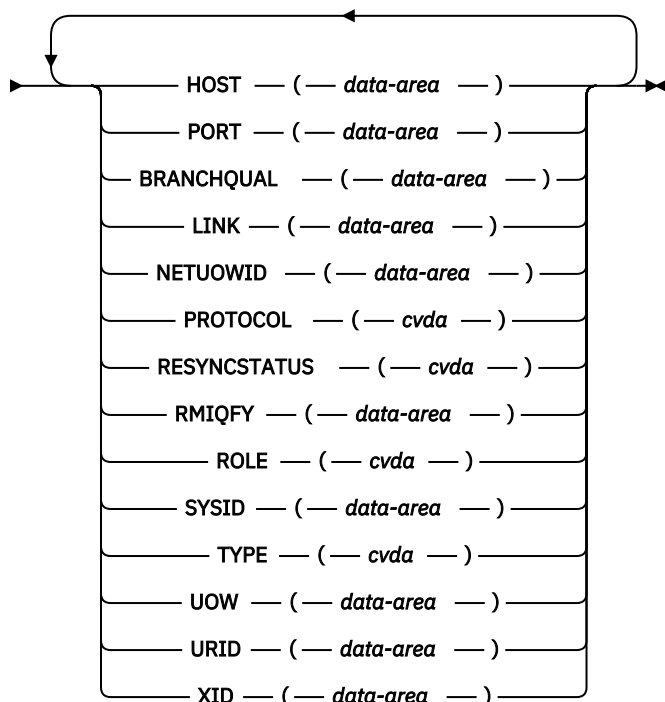 HOST ( data-area )
PORT ( data-area )
BRANCHQUAL ( data-area )
LINK ( data-area )
NETUOWID ( data-area )
PROTOCOL ( cvda )
RESYNCSTATUS ( cvda )
RMIQFY ( data-area )
ROLE ( cvda )
SYSID ( data-area )
TYPE ( cvda )
UOW ( data-area )
URID ( data-area )
XID ( data-area )